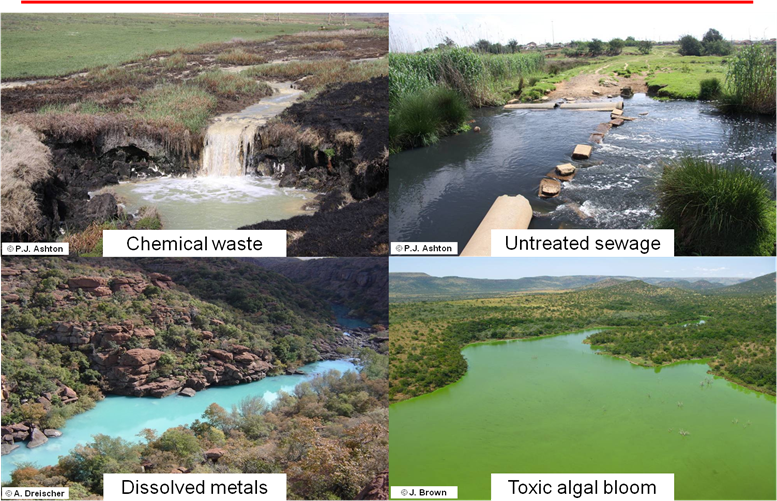 © P.J. Ashton
Chemical waste
© P.J. Ashton
Untreated sewage
© A. Dreischer
Dissolved metals
© J. Brown
Toxic algal bloom